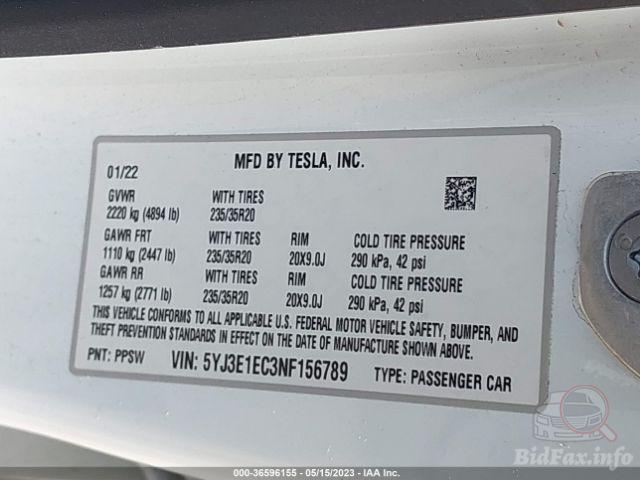 01/22 MFD BY TESLA, INC.
GVWR WITH TIRES
2220 kg (4894 lb) 235/35R20
GAWR FRT WITH TIRES RIM COLD TIRE PRESSURE
1110 kg (2447 lb) 235/35R20 20X9.0J 290 kPa, 42 psi
GAWR RR WITH TIRES RIM COLD TIRE PRESSURE
1257 kg (2771 lb) 235/35R20 20X9.0J 290 kPa, 42 psi
THIS VEHICLE CONFORMS TO ALL APPLICABLE U.S. FEDERAL MOTOR VEHICLE SAFETY, BUMPER, AND
THEFT PREVENTION STANDARDS IN EFFECT ON THE DATE OF MANUFACTURE SHOWN ABOVE.
PNT: PPSW VIN: 5YJ3E1EC3NF156789 TYPE: PASSENGER CAR
BidFax.info
000-36596155 - 05/15/2023 - IAA Inc.